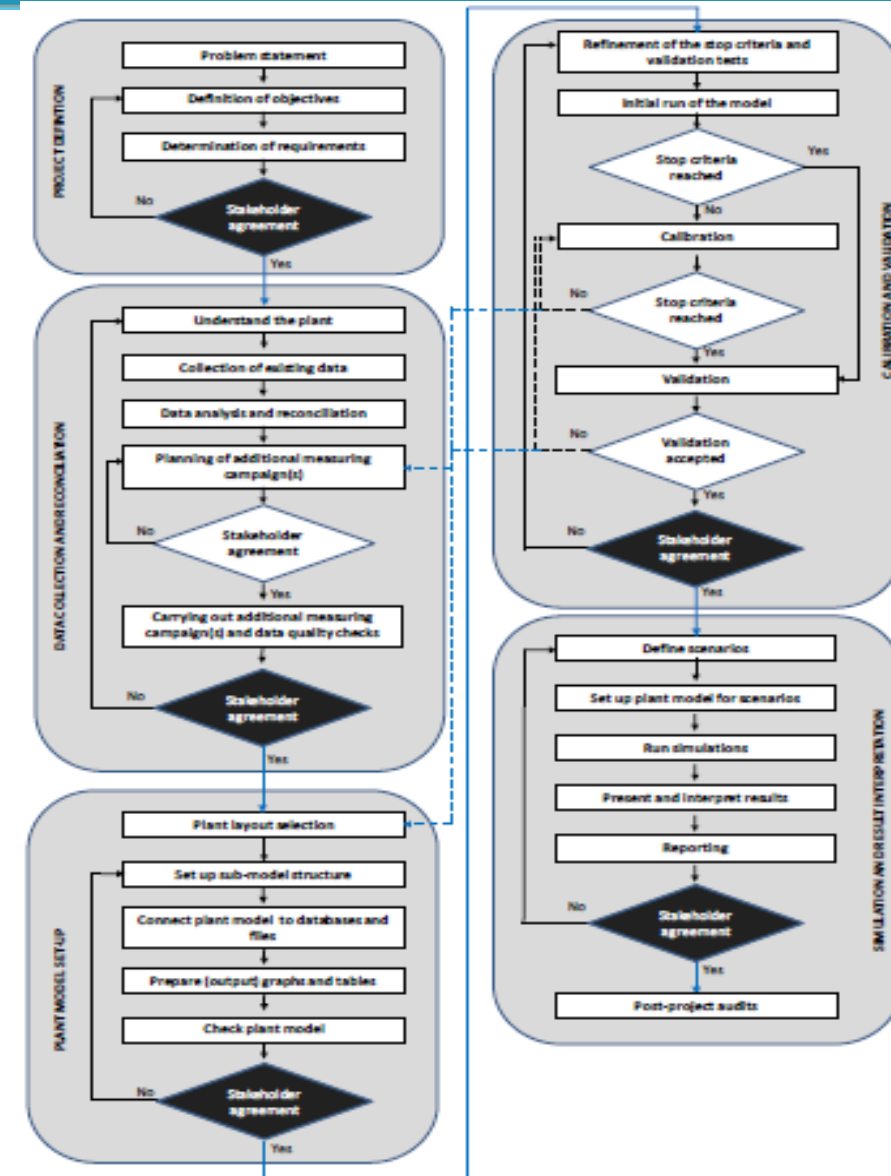 PROJECT DEFINTION
Problem statement
Definition of objectives
Determination of requirements
No
Stakeholder
agreement
Yes
DATA COLLECTION AND RECONCILIATION
Understand the plant
Collection of existing data
Data analysis and reconciliation
Planning of additional measuring
campaign(s)
No
Stakeholder
agreement
Yes
Carrying out additional measuring
campaign(s) and data quality checks
No
Stakeholder
agreement
Yes
PLANT MODEL SET-UP
Plant layout selection
Set up sub-model structure
Connect plant model to databases and
files
Prepare (output) graphs and tables
Check plant model
No
Stakeholder
agreement
Yes
CALIBRATION AND VALIDATION
Refinement of the stop criteria and
validation tests
Initial run of the model
Stop criteria
reached
Yes
No
Calibration
No
Stop criteria
reached
Yes
Validation
No
Validation
accepted
Yes
No
Stakeholder
agreement
Yes
SIMULATION AND RESULT INTERPRETATION
Define scenarios
Set up plant model for scenarios
Run simulations
Present and interpret results
Reporting
No
Stakeholder
agreement
Yes
Post-project audits